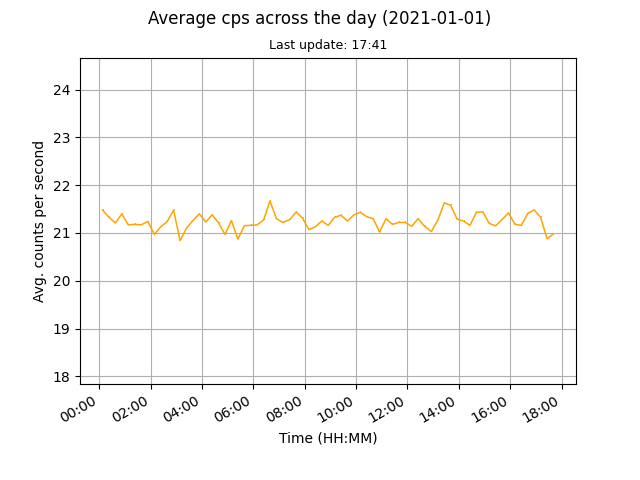 Average cps across the day (2021-01-01)
Last update: 17:41
24
23
22
21
20
19
18
Avg. counts per second
00:00 02:00 04:00 06:00 08:00 10:00 12:00 14:00 16:00 18:00
Time (HH:MM)